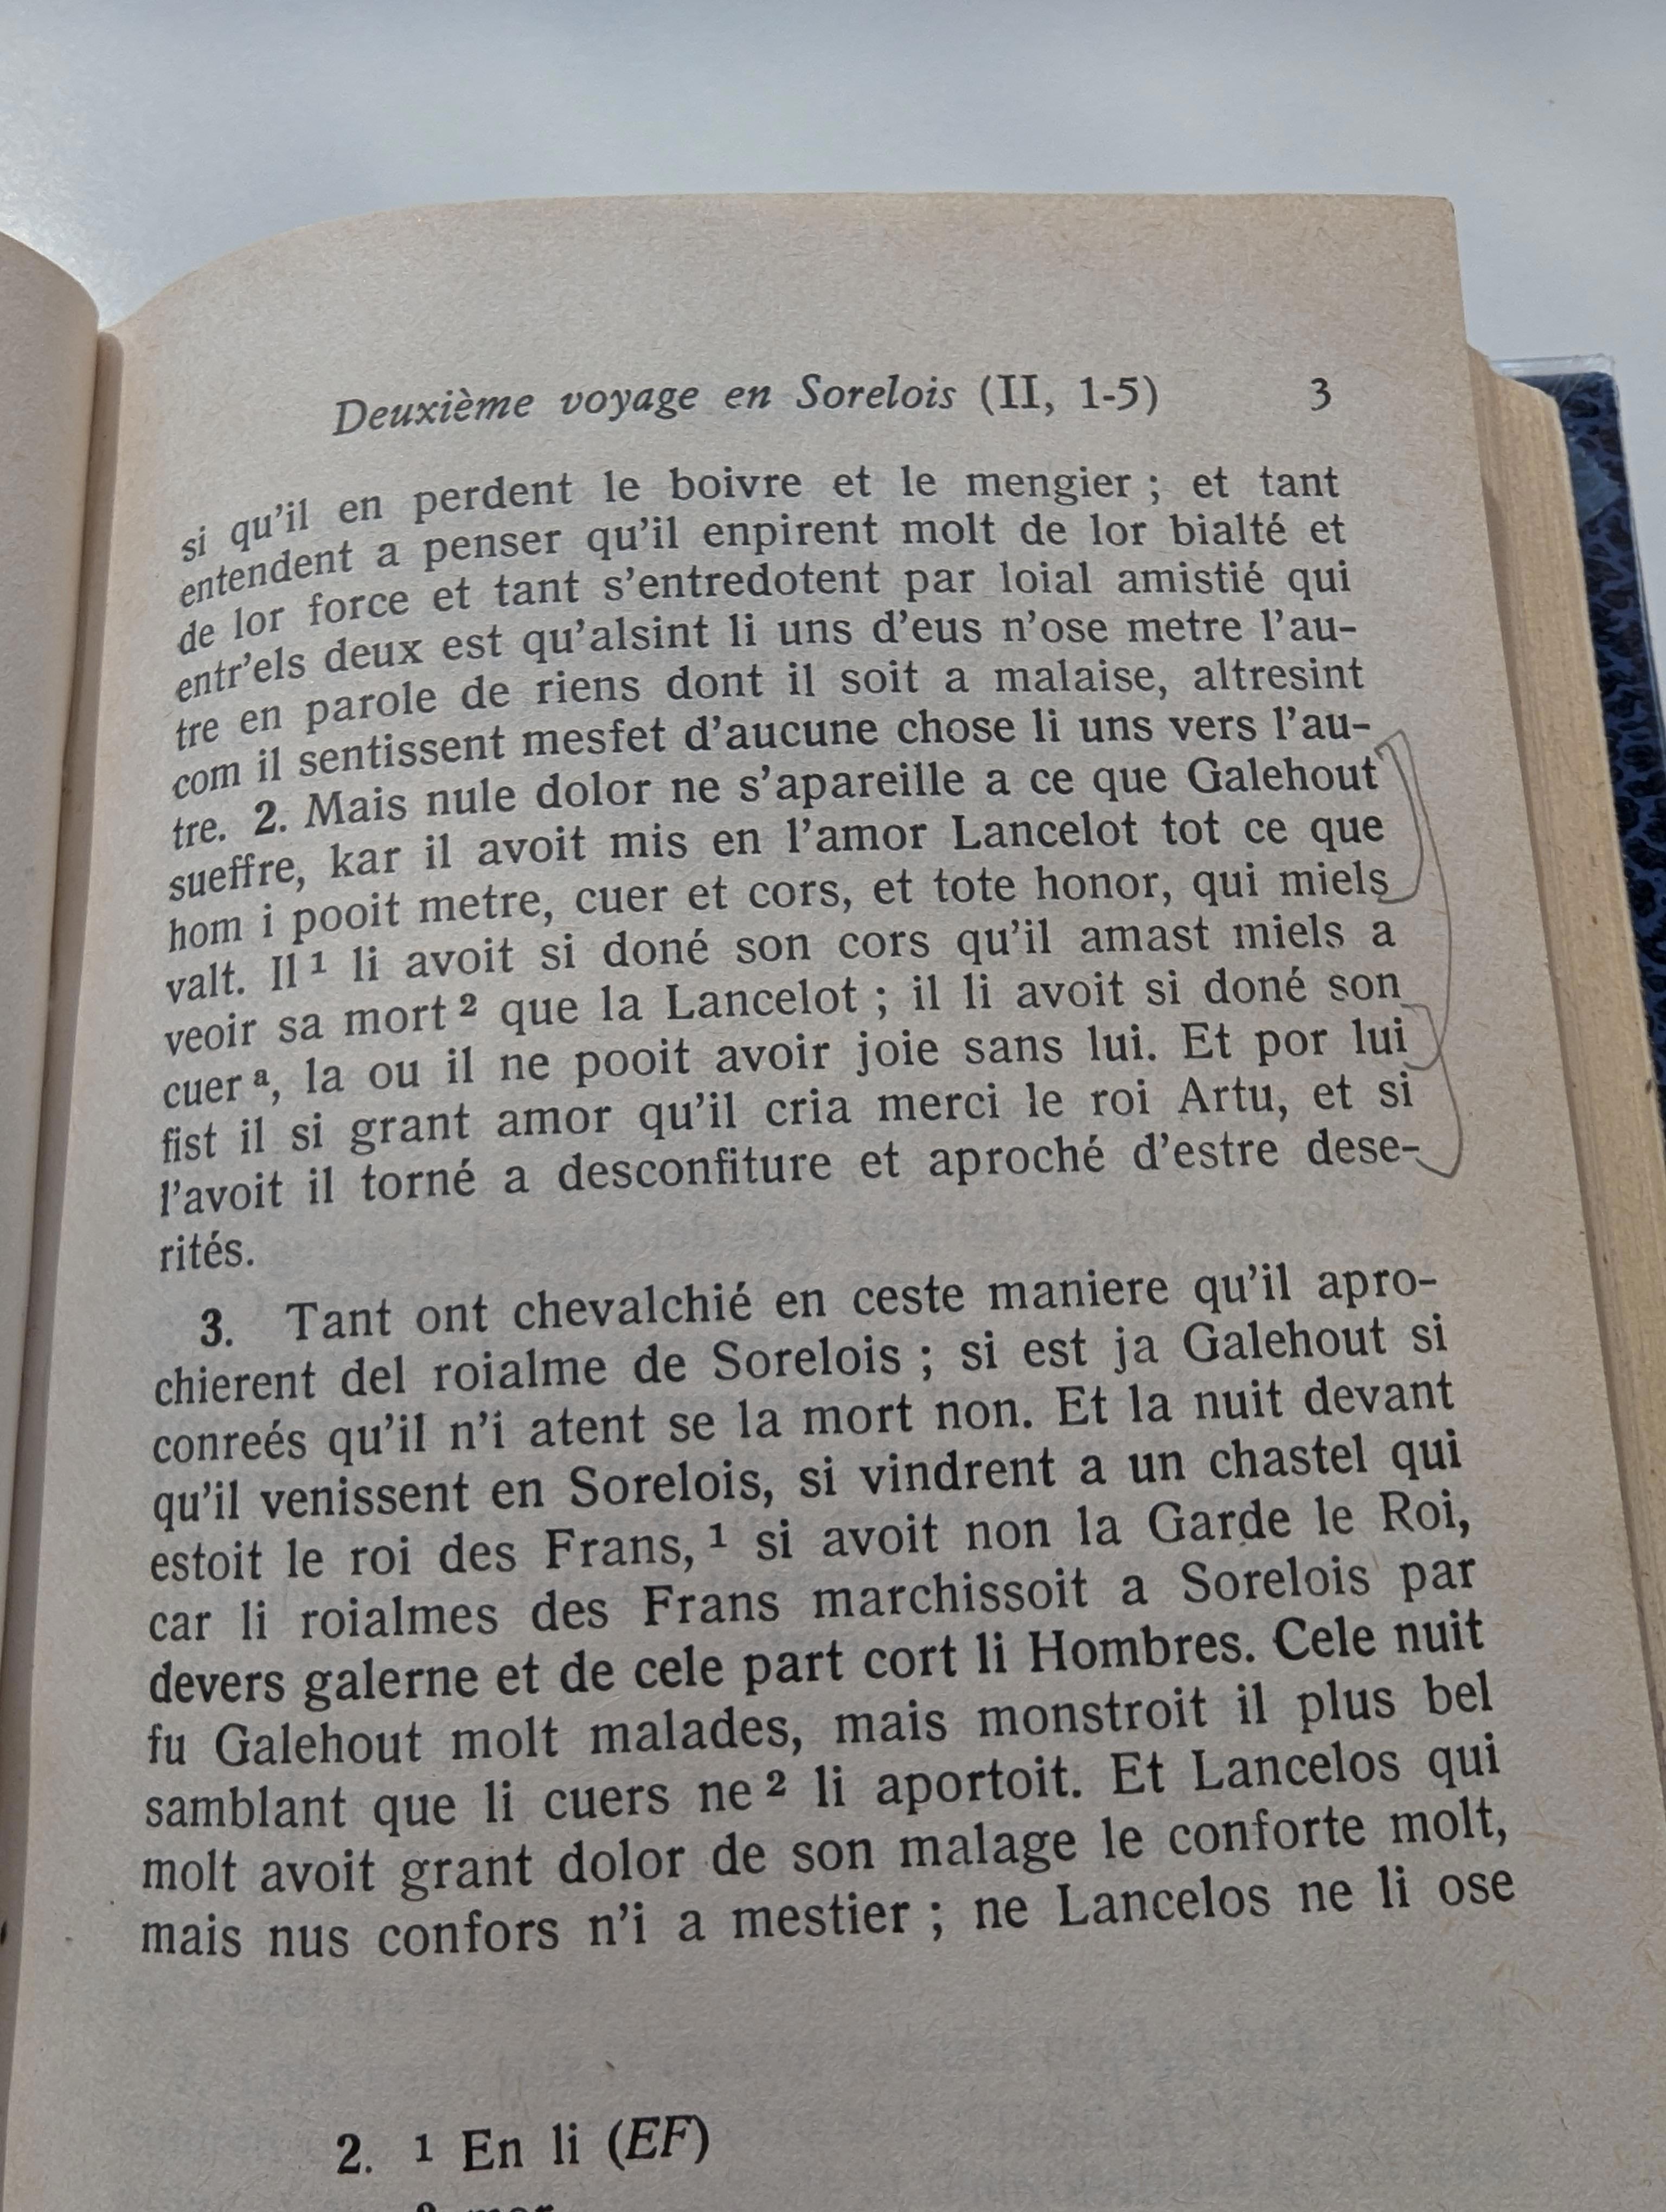 Deuxième voyage en Sorelois (II, 1-5) 3
si qu'il en perdent le boivre et le mengier ; et tant
entendent a penser qu'il enpirent molt de lor bialté et
de lor force et tant s'entredotent par loial amistié qui
entr'els deux est qu'alsint li uns d'eus n'ose metre l'au-
tre en parole de riens dont il soit a malaise, altresint
com il sentissent mesfet d'aucune chose li uns vers l'au-
tre. 2. Mais nule dolor ne s'apareille a ce que Galehout
sueffre, kar il avoit mis en l'amor Lancelot tot ce que
hom i pooit metre, cuer et cors, et tote honor, qui miels
valt. Il ¹ li avoit si doné son cors qu'il amast miels a
veoir sa mort ² que la Lancelot ; il li avoit si doné son
cuer ᵃ, la ou il ne pooit avoir joie sans lui. Et por lui
fist il si grant amor qu'il cria merci le roi Artu, et si
l'avoit il torné a desconfiture et aproché d'estre dese-
rités.
3. Tant ont chevalchié en ceste maniere qu'il apro-
chierent del roialme de Sorelois ; si est ja Galehout si
conreés qu'il n'i atent se la mort non. Et la nuit devant
qu'il venissent en Sorelois, si vindrent a un chastel qui
estoit le roi des Frans, ¹ si avoit non la Garde le Roi,
car li roialmes des Frans marchissoit a Sorelois par
devers galerne et de cele part cort li Hombres. Cele nuit
fu Galehout molt malades, mais monstroit il plus bel
samblant que li cuers ne ² li aportoit. Et Lancelos qui
molt avoit grant dolor de son malage le conforte molt,
mais nus confors n'i a mestier ; ne Lancelos ne li ose
2. ¹ En li (EF)